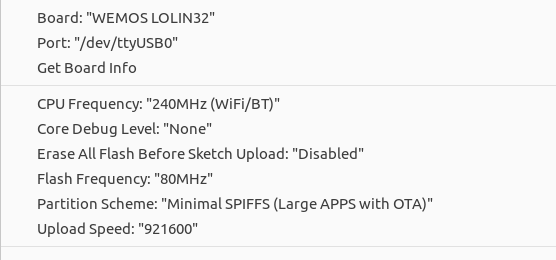 Board: "WEMOS LOLIN32"
Port: "/dev/ttyUSB0"
Get Board Info
CPU Frequency: "240MHz (WiFi/BT)"
Core Debug Level: "None"
Erase All Flash Before Sketch Upload: "Disabled"
Flash Frequency: "80MHz"
Partition Scheme: "Minimal SPIFFS (Large APPS with OTA)"
Upload Speed: "921600"